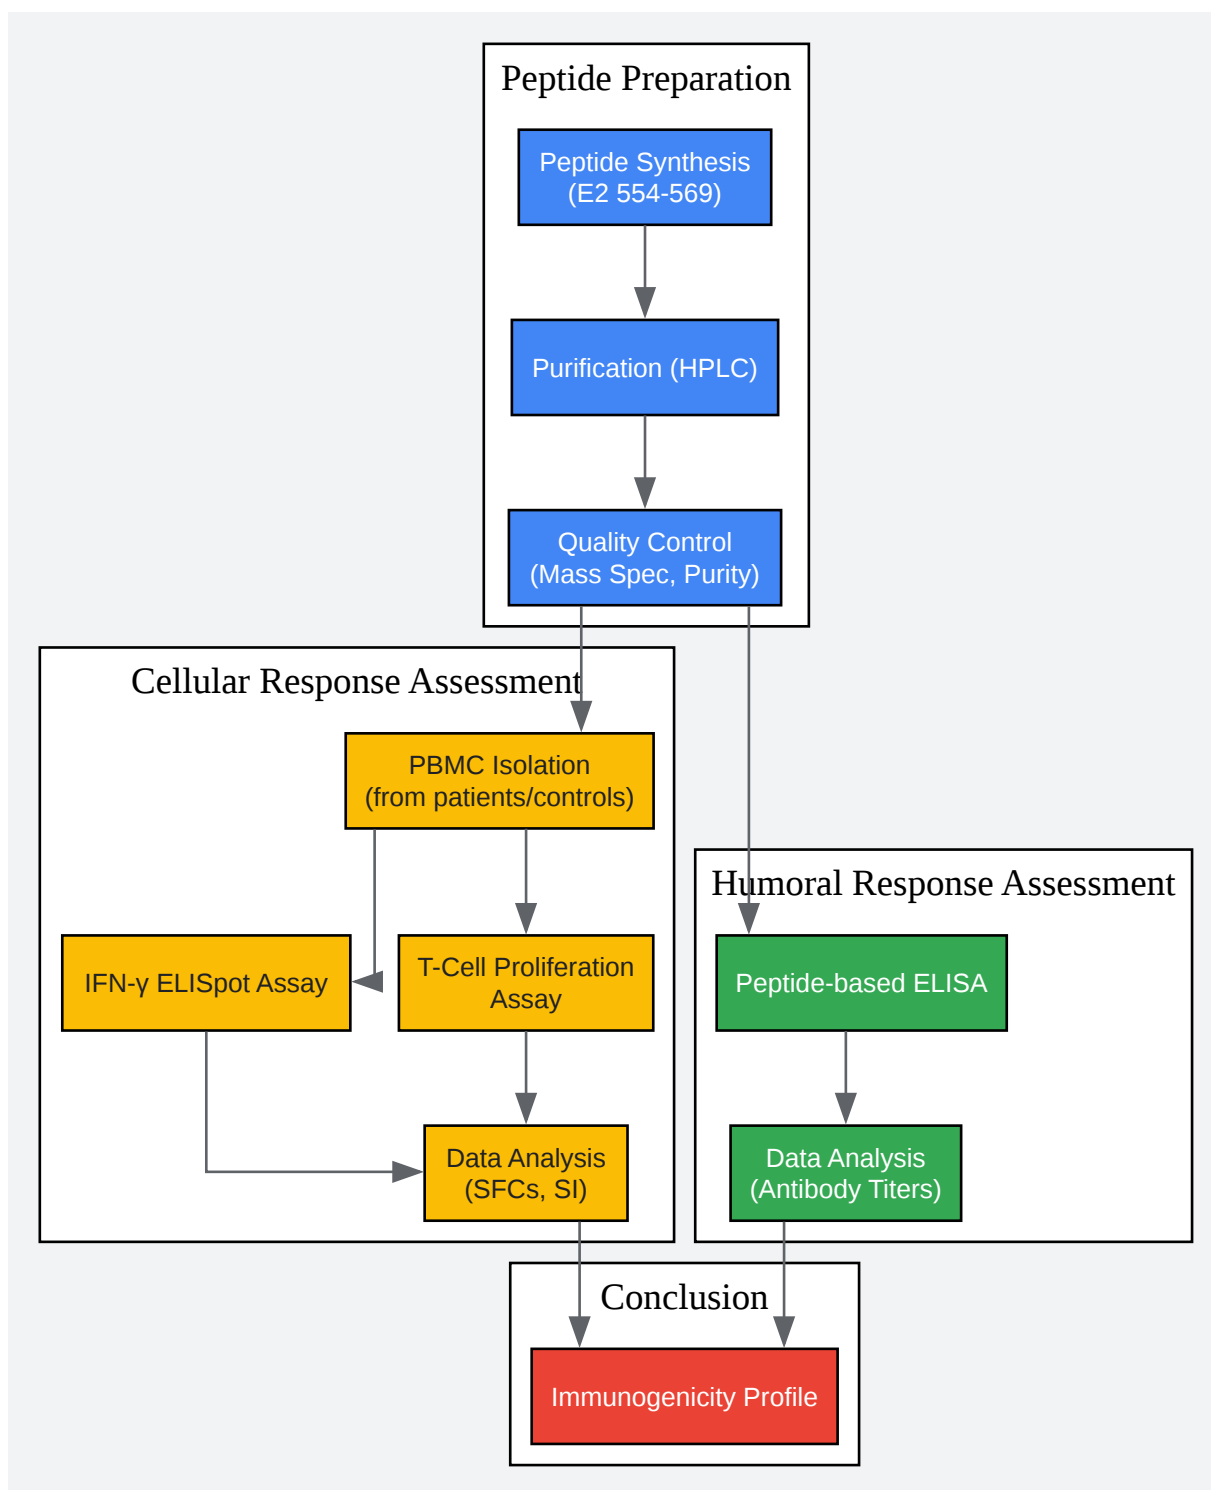 Peptide Preparation
Peptide Synthesis
(E2 554-569)
Purification (HPLC)
Quality Control
(Mass Spec, Purity)
Cellular Response Assessment
PBMC Isolation
(from patients/controls)
IFN-γ ELISpot Assay
T-Cell Proliferation
Assay
Data Analysis
(SFCs, SI)
Humoral Response Assessment
Peptide-based ELISA
Data Analysis
(Antibody Titers)
Conclusion
Immunogenicity Profile